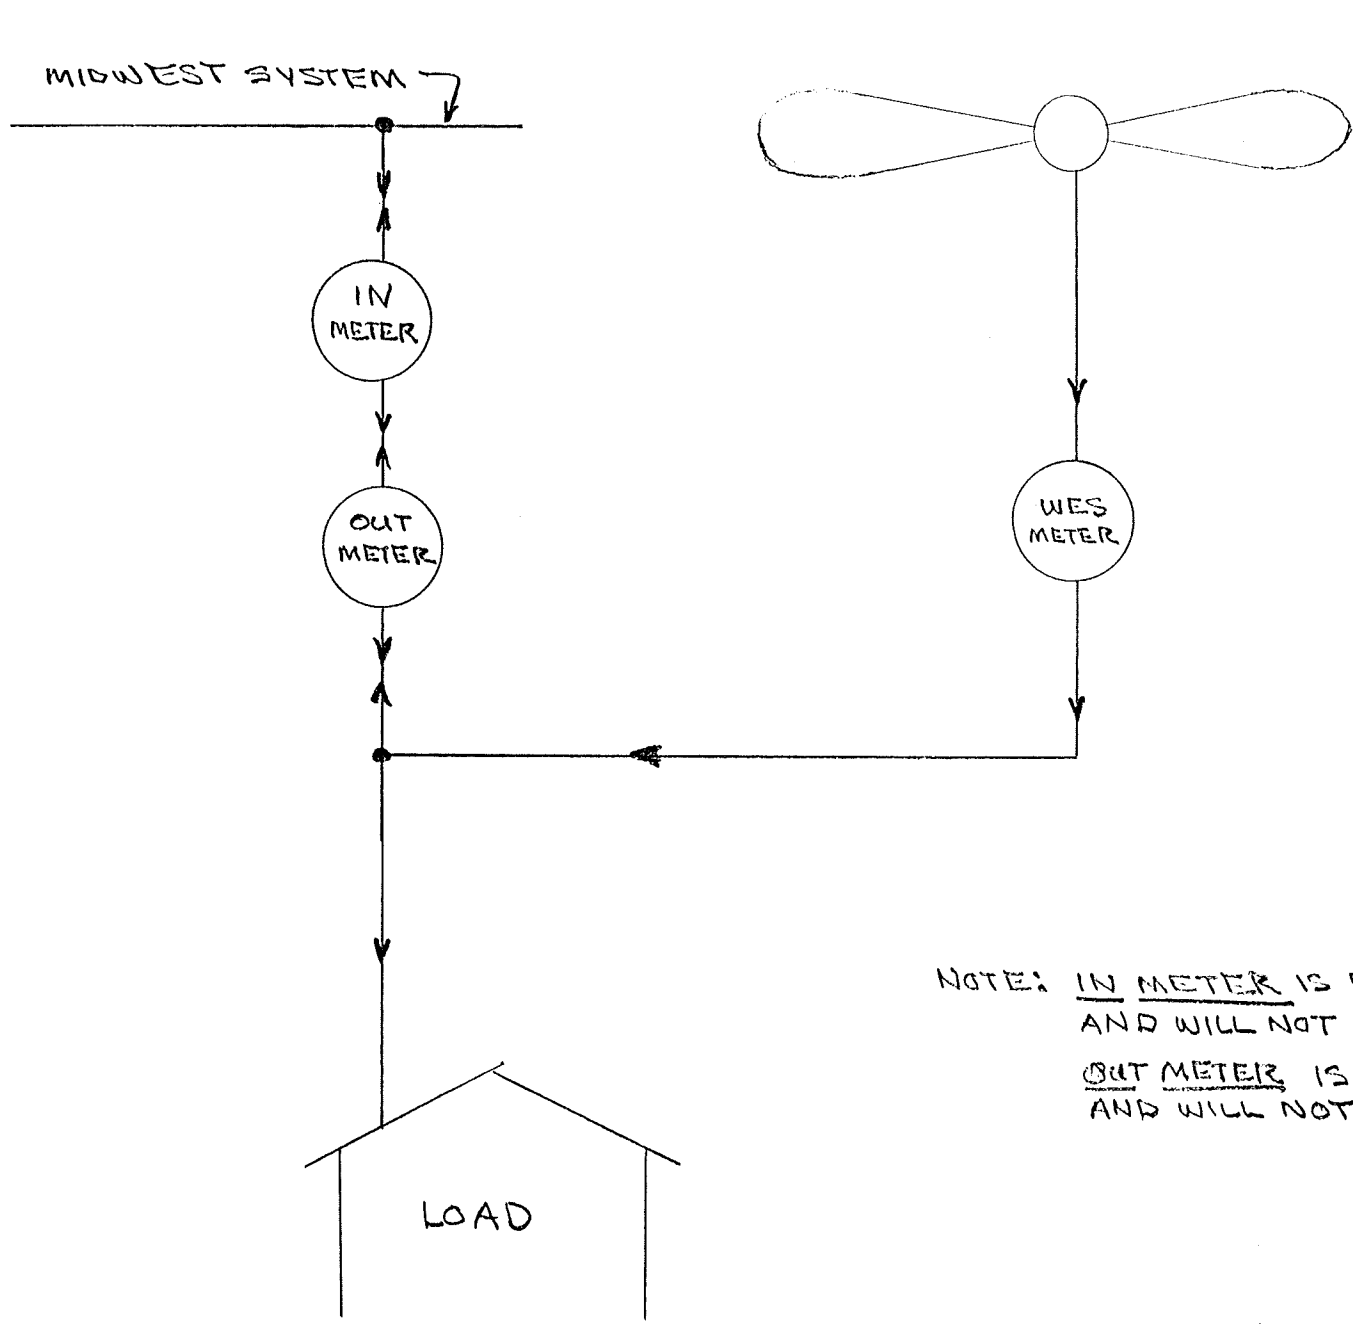 MIDWEST SYSTEM
IN
METER
OUT
METER
WES
METER
NOTE: IN METER IS
AND WILL NOT
OUT METER IS
AND WILL NOT
LOAD